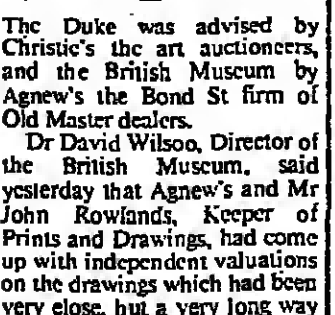 The Duke was advised by
Christie's the art auctioneers,
and the British Museum by
Agnew's the Bond St firm of
Old Master dealers.
Dr David Wilsoo, Director of
the British Museum, said
yesterday that Agnew's and Mr
John Rowlands, Keeper of
Prints and Drawings, had come
up with independent valuations
on the drawings which had been
very close, but a very long way